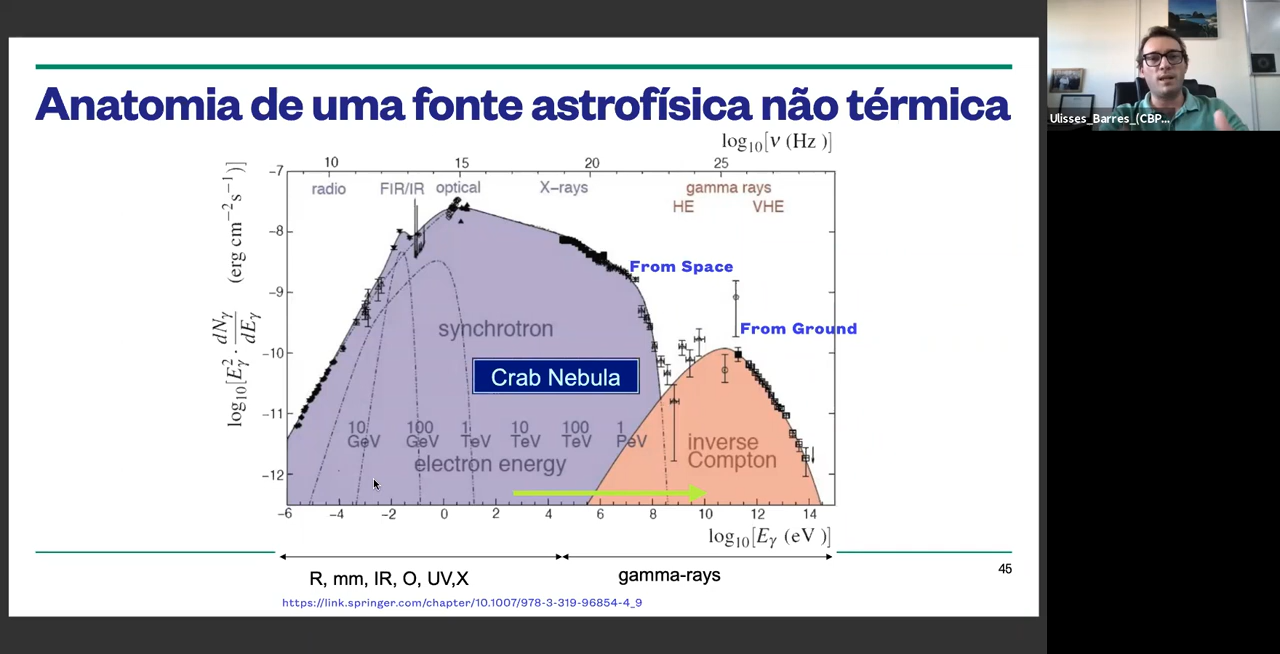 Anatomia de uma fonte astrofísica não térmica
log₁₀[ν (Hz )]
10 15 20 25
radio FIR/IR optical X−rays gamma rays
HE VHE
log₁₀[E²γ · dNγ/dEγ (erg cm⁻² s⁻¹)]
−7
−8
−9
−10
−11
−12
From Space
From Ground
synchrotron
Crab Nebula
10 GeV 100 GeV 1 TeV 10 TeV 100 TeV 1 PeV
electron energy
inverse
Compton
−6 −4 −2 0 2 4 6 8 10 12 14
log₁₀[Eγ (eV )]
R, mm, IR, O, UV,X
gamma-rays
45
https://link.springer.com/chapter/10.1007/978-3-319-96854-4_9
Ulisses_Barres_(CBP...